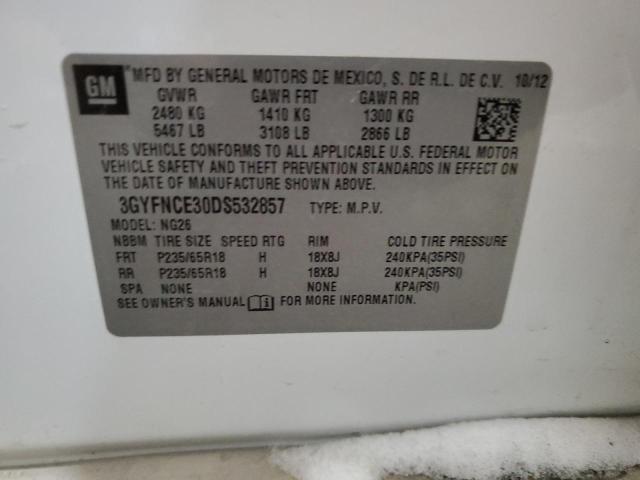 GM
MFD BY GENERAL MOTORS DE MEXICO, S. DE R.L. DE C.V. 10/12
GVWR GAWR FRT GAWR RR
2480 KG 1410 KG 1300 KG
5467 LB 3108 LB 2866 LB
THIS VEHICLE CONFORMS TO ALL APPLICABLE U.S. FEDERAL MOTOR
VEHICLE SAFETY AND THEFT PREVENTION STANDARDS IN EFFECT ON
THE DATE OF MANUFACTURE SHOWN ABOVE.
3GYFNCE30DS532857 TYPE: M.P.V.
MODEL: NG26
NBBM TIRE SIZE SPEED RTG RIM COLD TIRE PRESSURE
FRT P235/65R18 H 18X8J 240KPA(35PSI)
RR P235/65R18 H 18X8J 240KPA(35PSI)
SPA NONE NONE KPA(PSI)
SEE OWNER'S MANUAL FOR MORE INFORMATION.